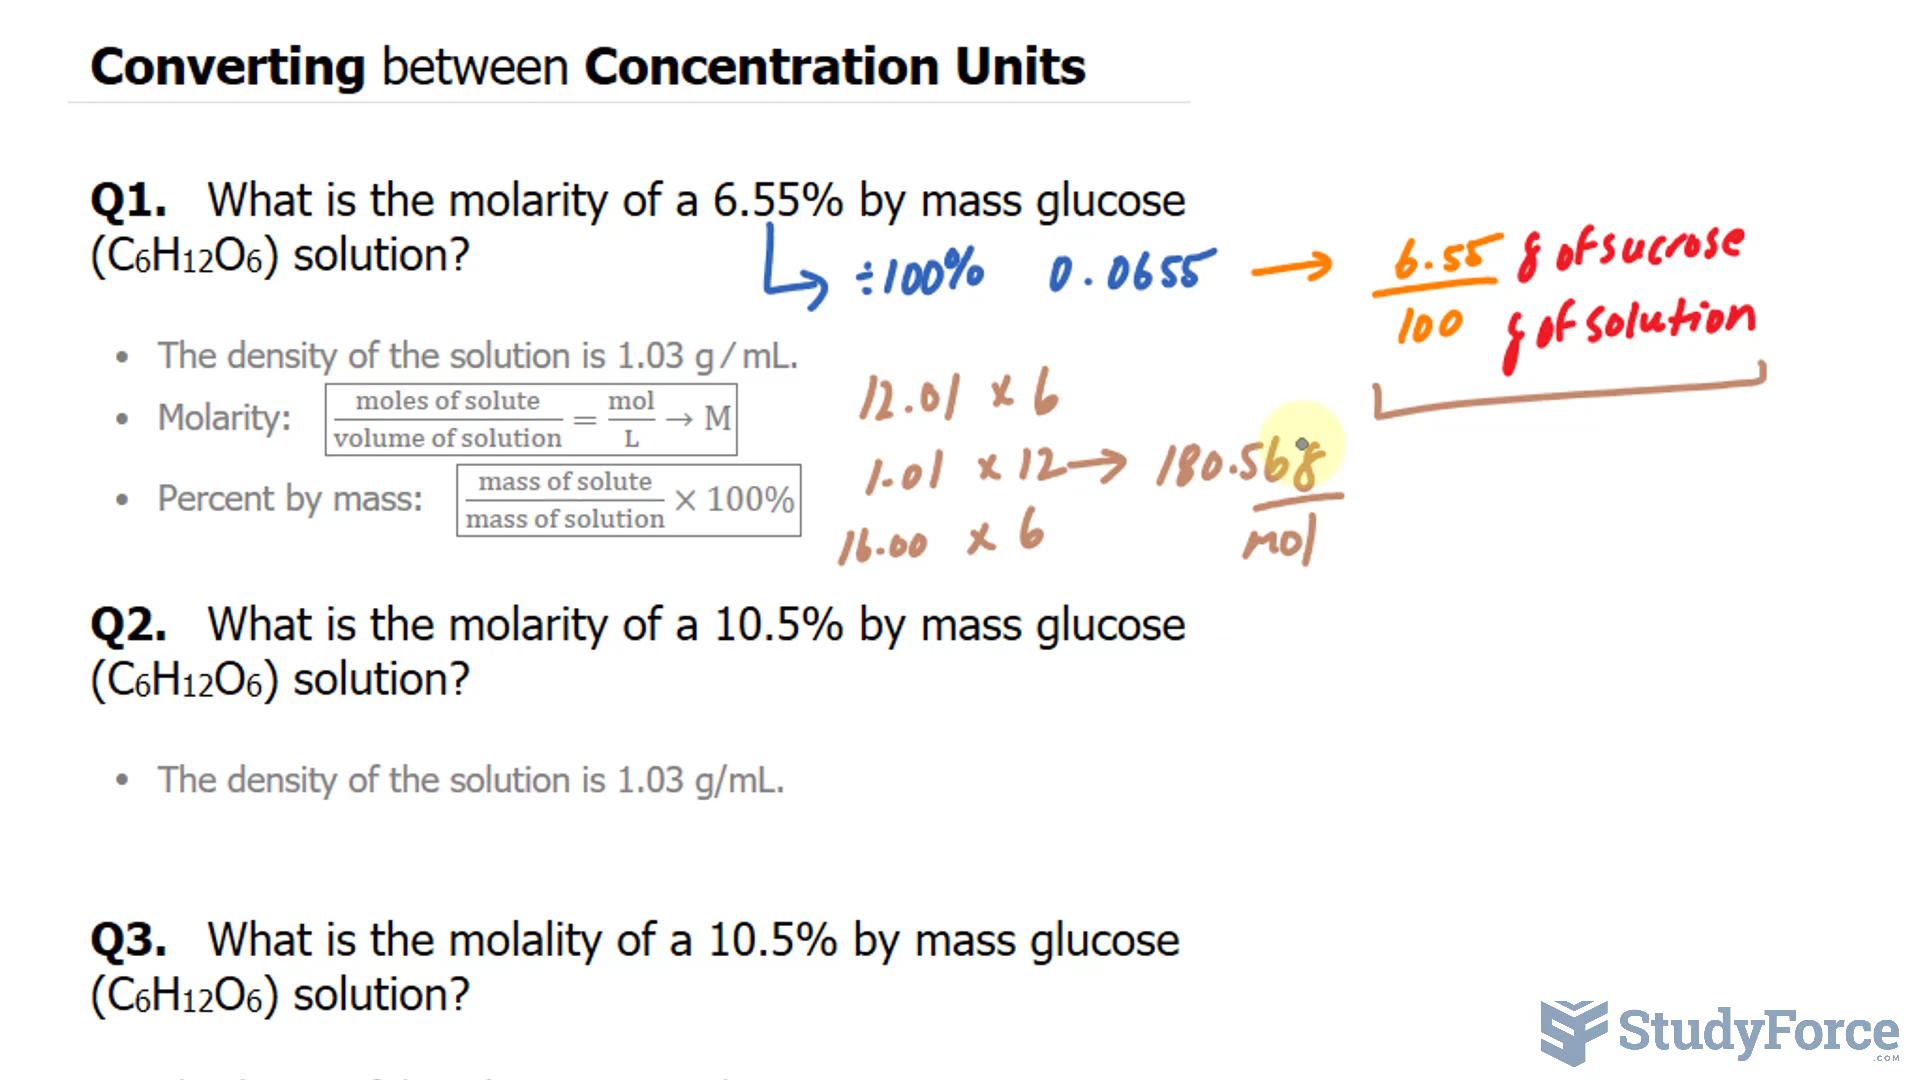 Converting between Concentration Units
Q1. What is the molarity of a 6.55% by mass glucose
(C₆H₁₂O₆) solution?
÷100% 0.0655 → 6.55 g of sucrose
100 g of solution
• The density of the solution is 1.03 g/mL.
• Molarity: moles of solute / volume of solution = mol / L → M
• Percent by mass: mass of solute / mass of solution × 100%
12.01 × 6
1.01 × 12 → 180.56 g
mol
16.00 × 6
Q2. What is the molarity of a 10.5% by mass glucose
(C₆H₁₂O₆) solution?
• The density of the solution is 1.03 g/mL.
Q3. What is the molality of a 10.5% by mass glucose
(C₆H₁₂O₆) solution?
StudyForce
.COM